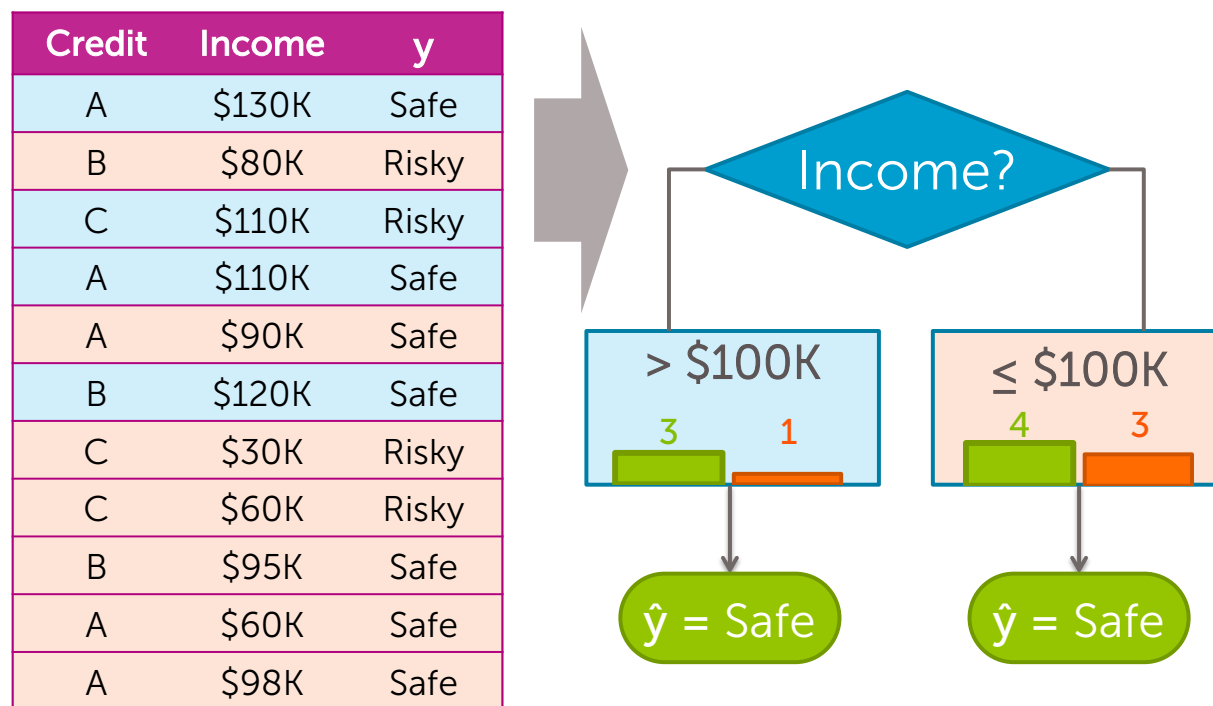 Credit Income y
A $130K Safe
B $80K Risky
C $110K Risky
A $110K Safe
A $90K Safe
B $120K Safe
C $30K Risky
C $60K Risky
B $95K Safe
A $60K Safe
A $98K Safe
Income?
> $100K
3 1
≤ $100K
4 3
ŷ = Safe
ŷ = Safe